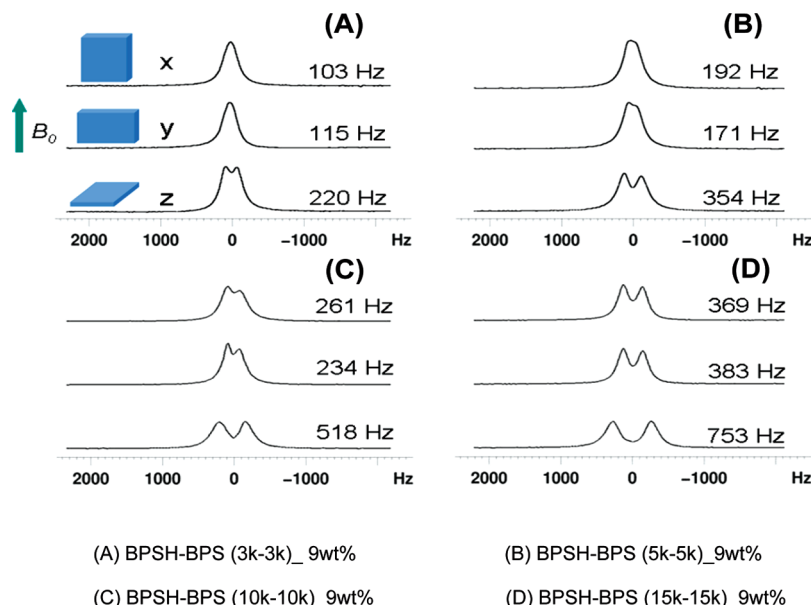 (A)
x 103 Hz
B0 y 115 Hz
z 220 Hz
2000 1000 0 −1000 Hz
(B)
192 Hz
171 Hz
354 Hz
2000 1000 0 −1000 Hz
(C)
261 Hz
234 Hz
518 Hz
2000 1000 0 −1000 Hz
(D)
369 Hz
383 Hz
753 Hz
2000 1000 0 −1000 Hz
(A) BPSH-BPS (3k-3k)_ 9wt%
(B) BPSH-BPS (5k-5k)_9wt%
(C) BPSH-BPS (10k-10k)_9wt%
(D) BPSH-BPS (15k-15k)_9wt%